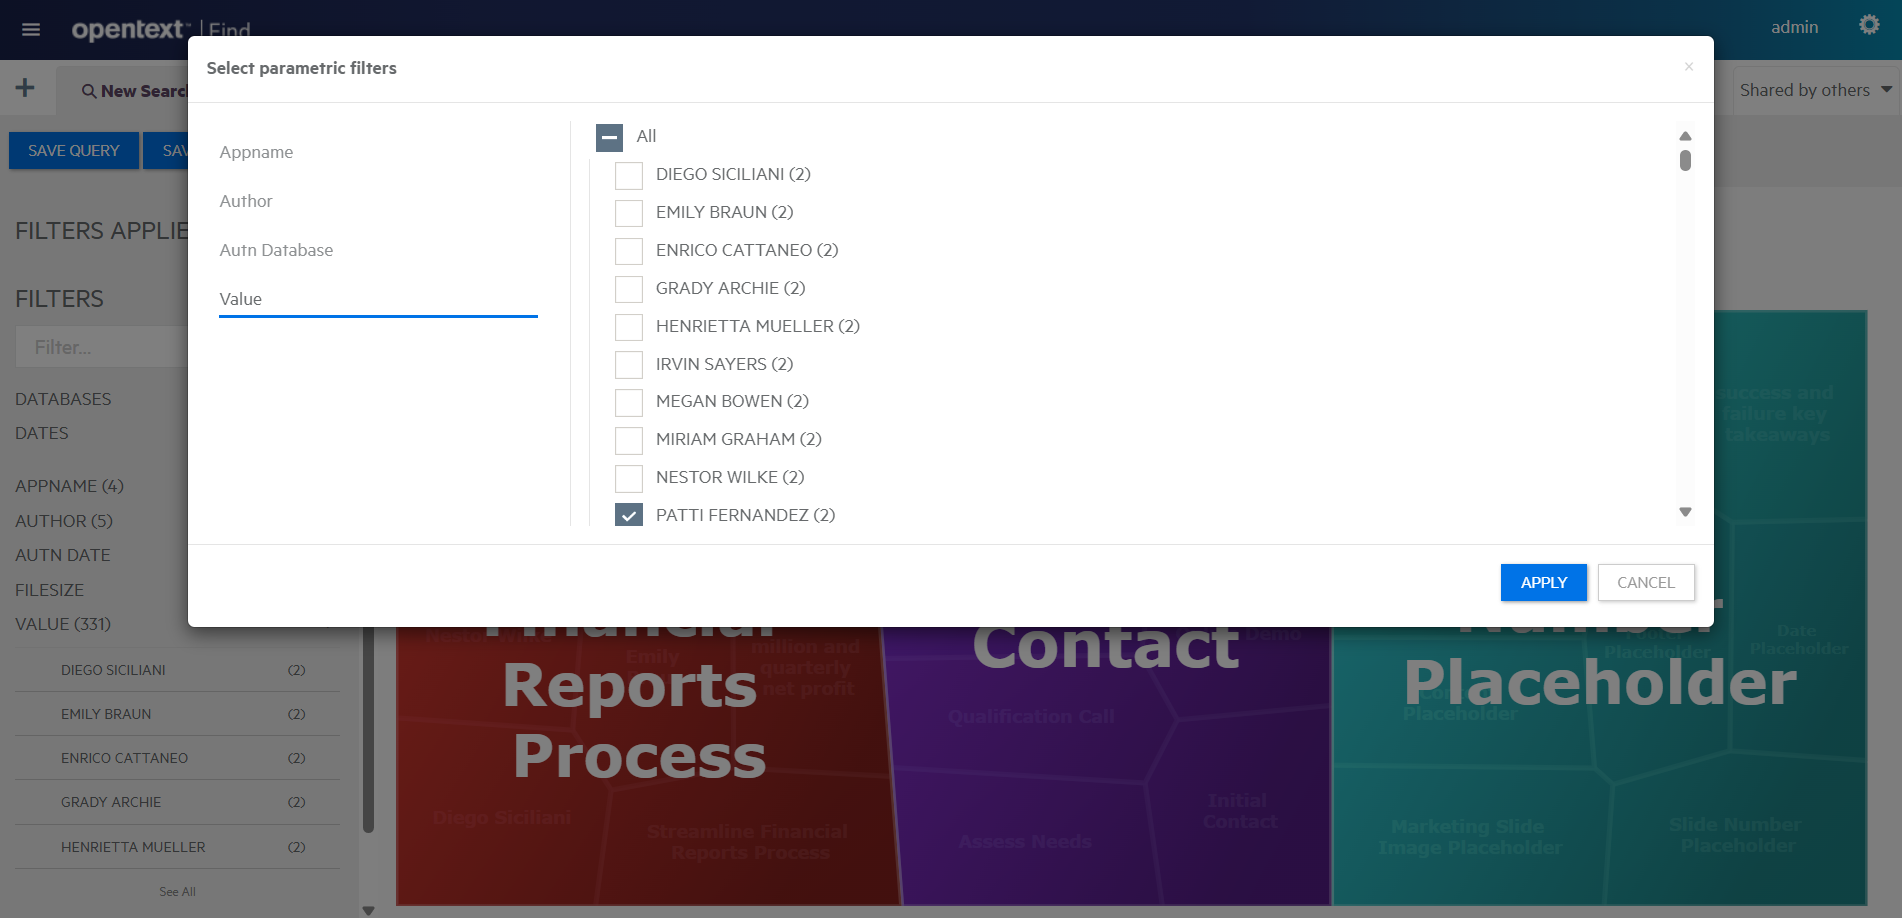 opentext™ | Find
admin
New Searc
Shared by others
SAVE QUERY
SAV
FILTERS APPLIE
FILTERS
Filter...
DATABASES
DATES
APPNAME (4)
AUTHOR (5)
AUTN DATE
FILESIZE
VALUE (331)
DIEGO SICILIANI (2)
EMILY BRAUN (2)
ENRICO CATTANEO (2)
GRADY ARCHIE (2)
HENRIETTA MUELLER (2)
See All
Select parametric filters
×
Appname
Author
Autn Database
Value
All
DIEGO SICILIANI (2)
EMILY BRAUN (2)
ENRICO CATTANEO (2)
GRADY ARCHIE (2)
HENRIETTA MUELLER (2)
IRVIN SAYERS (2)
MEGAN BOWEN (2)
MIRIAM GRAHAM (2)
NESTOR WILKE (2)
PATTI FERNANDEZ (2)
APPLY
CANCEL
Financial
Reports
Process
Emily
million and
quarterly
net profit
Diego Siciliani
Streamline Financial
Reports Process
Contact
Demo
Qualification Call
Assess Needs
Initial
Contact
success and
failure key
takeaways
Number
Placeholder
Placeholder
Date
Placeholder
Placeholder
Marketing Slide
Image Placeholder
Slide Number
Placeholder